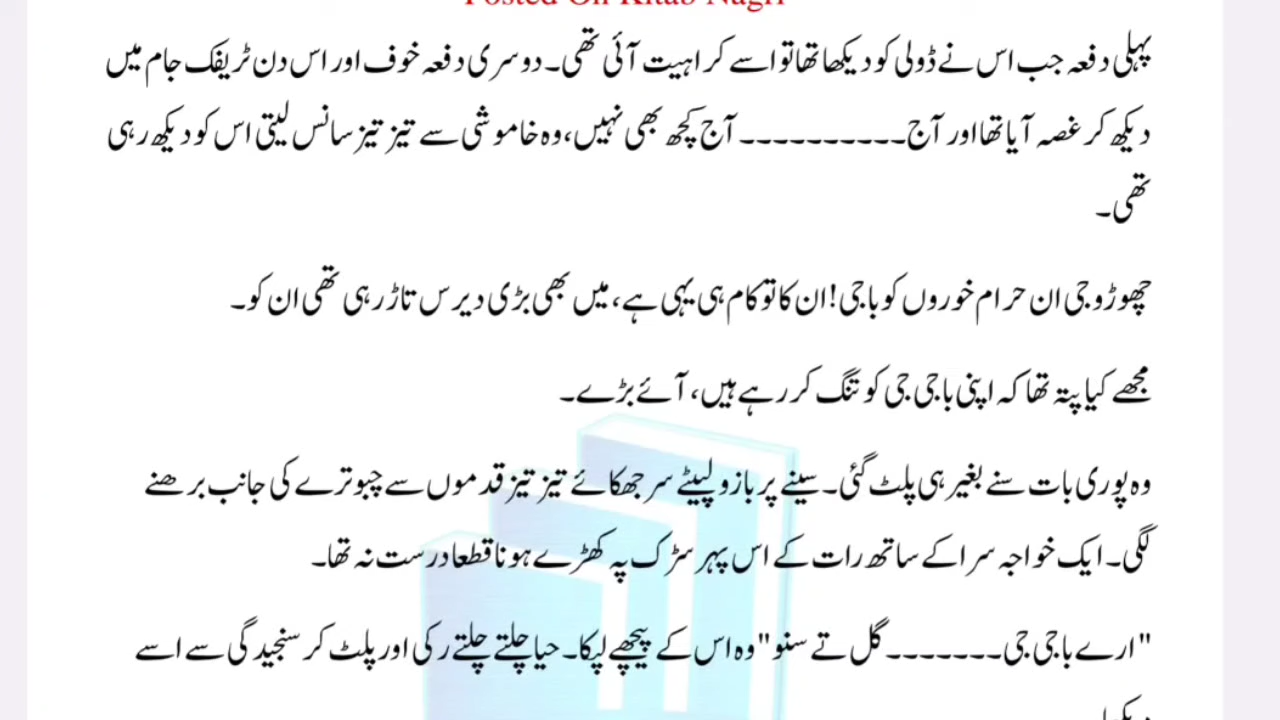 Posted On Kitab Nagri
پہلی دفعہ جب اس نے ڈولی کو دیکھا تھا تو اسے کراہیت آئی تھی۔ دوسری دفعہ خوف اور اس دن ٹریفک جام میں
دیکھ کر غصہ آیا تھا اور آج۔۔۔۔۔۔۔۔۔۔ آج کچھ بھی نہیں، وہ خاموشی سے تیز تیز سانس لیتی اس کو دیکھ رہی
تھی۔
چھوڑو جی ان حرام خوروں کو باجی! ان کا تو کام ہی یہی ہے، میں بھی بڑی دیر س تاڑ رہی تھی ان کو۔
مجھے کیا پتہ تھا کہ اپنی باجی جی کو تنگ کر رہے ہیں، آئے بڑے۔
وہ پوری بات سنے بغیر ہی پلٹ گئی۔ سینے پر بازو لپیٹے سر جھکائے تیز تیز قدموں سے چبوترے کی جانب برھنے
لگی۔ ایک خواجہ سرا کے ساتھ رات کے اس پہر سڑک پہ کھڑے ہونا قطعا درست نہ تھا۔
"ارے باجی جی۔۔۔۔۔۔۔ گل تے سنو" وہ اس کے پیچھے لپکا۔ حیا چلتے چلتے رکی اور پلٹ کر سنجیدگی سے اسے